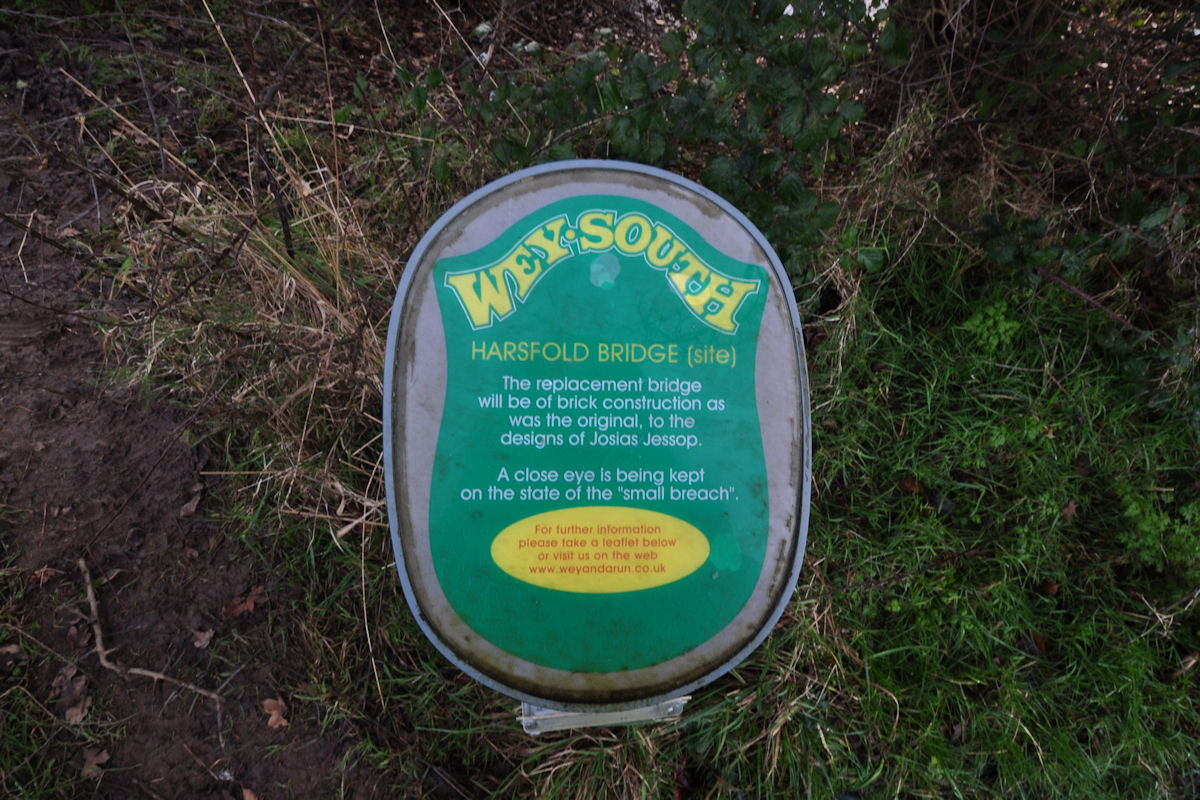 WEY·SOUTH
HARSFOLD BRIDGE (site)
The replacement bridge
will be of brick construction as
was the original, to the
designs of Josias Jessop.
A close eye is being kept
on the state of the "small breach".
For further information
please take a leaflet below
or visit us on the web
www.weyandarun.co.uk